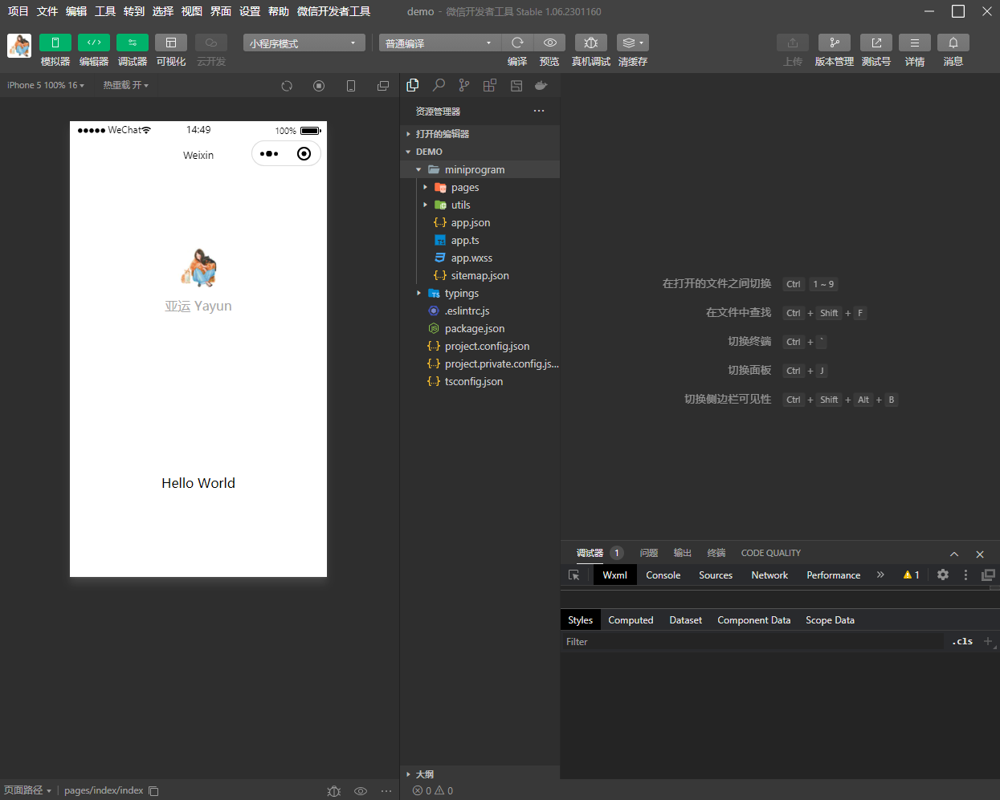 项目 文件 编辑 工具 转到 选择 视图 界面 设置 帮助 微信开发者工具 demo - 微信开发者工具 Stable 1.06.2301160
小程序模式 普通编译
模拟器 编辑器 调试器 可视化 云开发 编译 预览 真机调试 清缓存 上传 版本管理 测试号 详情 消息
iPhone 5 100% 16 热重载 开
WeChat 14:49 100%
Weixin
亚运 Yayun
Hello World
资源管理器
打开的编辑器
DEMO
miniprogram
pages
utils
app.json
app.ts
app.wxss
sitemap.json
typings
.eslintrc.js
package.json
project.config.json
project.private.config.js...
tsconfig.json
大纲
在打开的文件之间切换 Ctrl 1 ~ 9
在文件中查找 Ctrl + Shift + F
切换终端 Ctrl + `
切换面板 Ctrl + J
切换侧边栏可见性 Ctrl + Shift + Alt + B
调试器 1 问题 输出 终端 CODE QUALITY
Wxml Console Sources Network Performance » 1
Styles Computed Dataset Component Data Scope Data
Filter .cls +
页面路径 pages/index/index 0 0